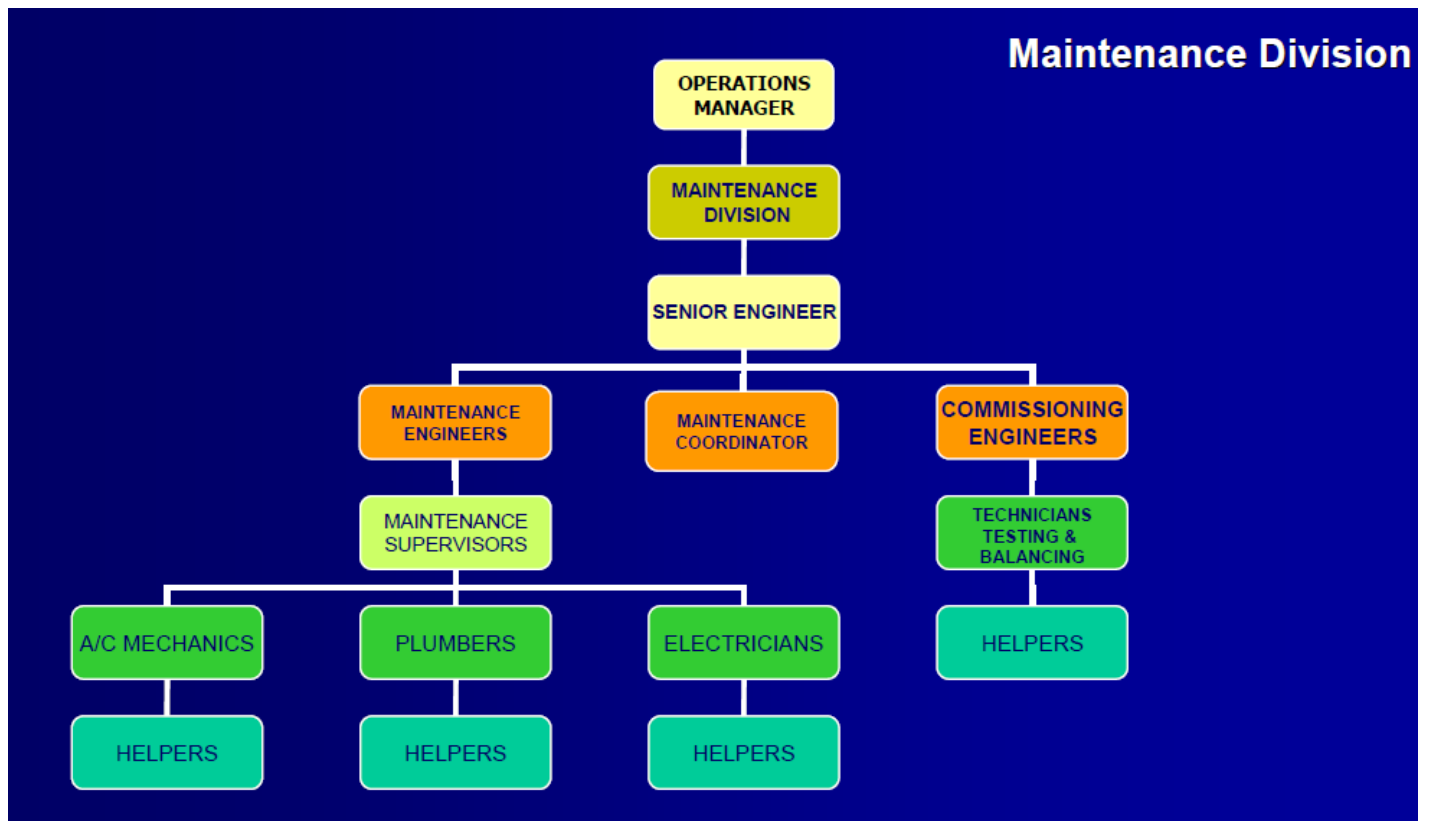 Maintenance Division
OPERATIONS
MANAGER
MAINTENANCE
DIVISION
SENIOR ENGINEER
MAINTENANCE
ENGINEERS
MAINTENANCE
COORDINATOR
COMMISSIONING
ENGINEERS
MAINTENANCE
SUPERVISORS
TECHNICIANS
TESTING &
BALANCING
A/C MECHANICS
PLUMBERS
ELECTRICIANS
HELPERS
HELPERS
HELPERS
HELPERS